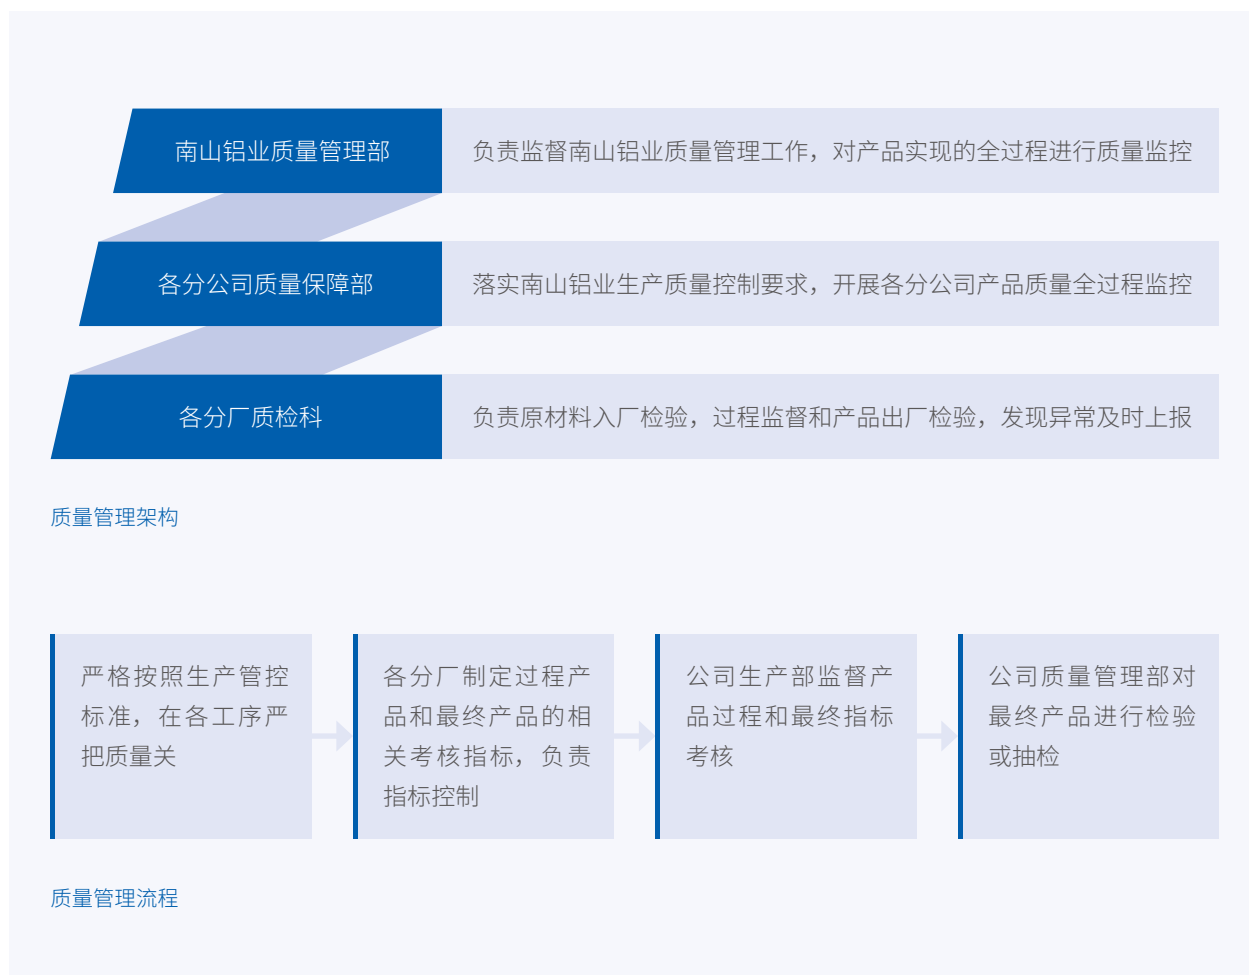 南山铝业质量管理部
负责监督南山铝业质量管理工作，对产品实现的全过程进行质量监控
各分公司质量保障部
落实南山铝业生产质量控制要求，开展各分公司产品质量全过程监控
各分厂质检科
负责原材料入厂检验，过程监督和产品出厂检验，发现异常及时上报
质量管理架构
严格按照生产管控
标准，在各工序严
把质量关
各分厂制定过程产
品和最终产品的相
关考核指标，负责
指标控制
公司生产部监督产
品过程和最终指标
考核
公司质量管理部对
最终产品进行检验
或抽检
质量管理流程